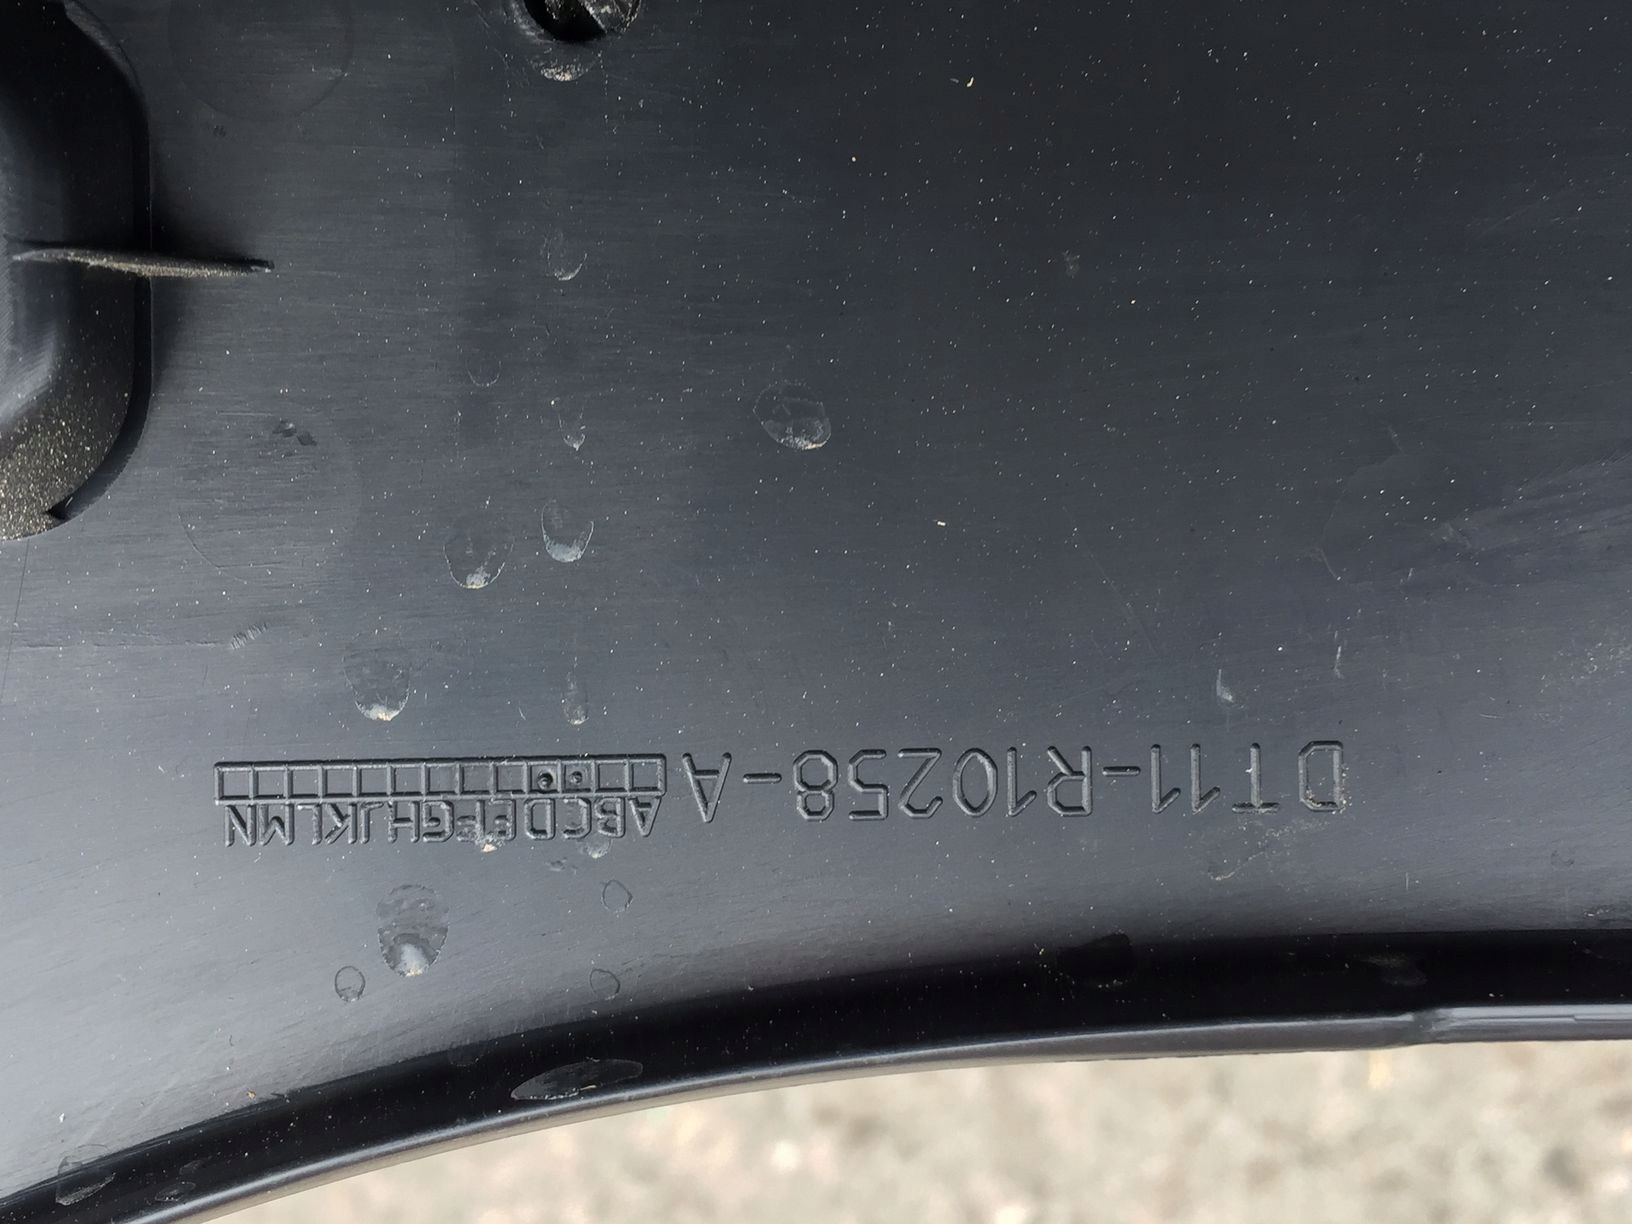 DT11-R10258-A
ABCDEFGHJKLMN